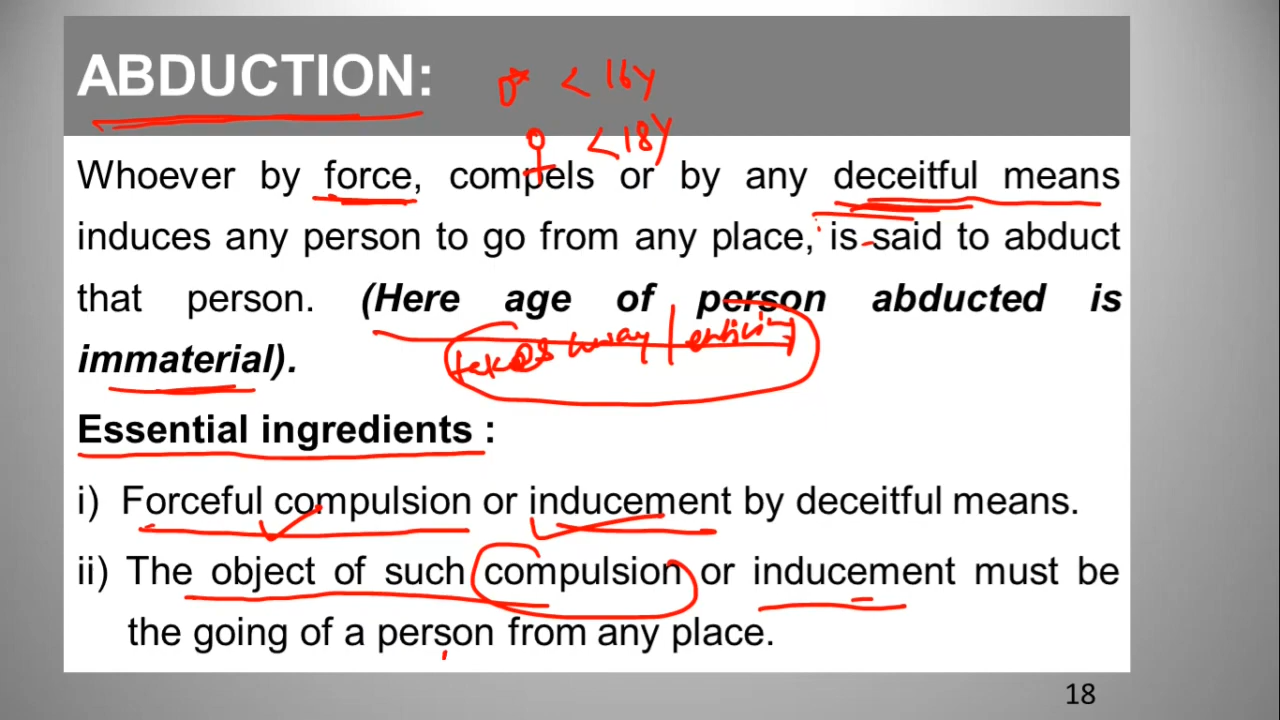 ABDUCTION:
♂ < 16y
♀ < 18y
Whoever by force, compels or by any deceitful means
induces any person to go from any place, is said to abduct
that person. (Here age of person abducted is
immaterial).
takes away | enticing
Essential ingredients :
i) Forceful compulsion or inducement by deceitful means.
ii) The object of such compulsion or inducement must be
the going of a person from any place.
18